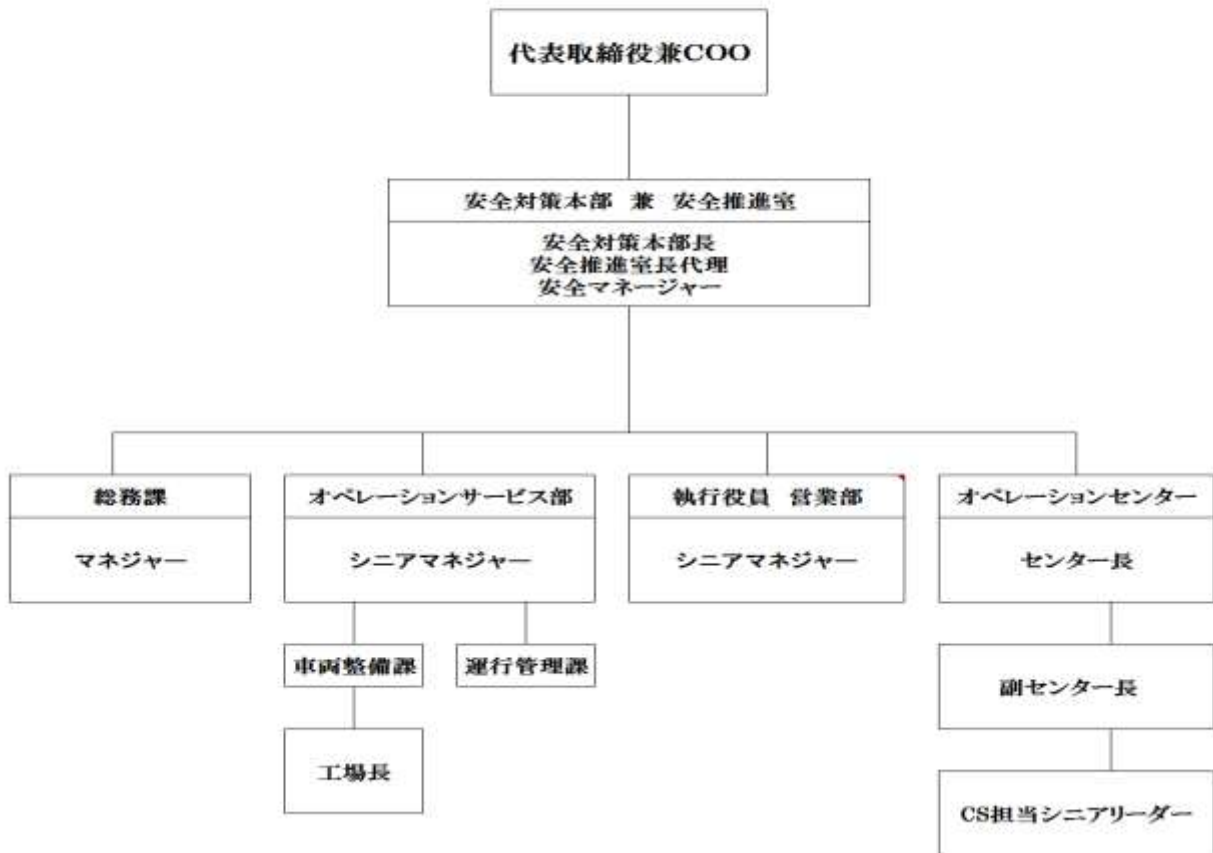 代表取締役兼COO
安全対策本部 兼 安全推進室
安全対策本部長
安全推進室長代理
安全マネージャー
総務課
マネジャー
オペレーションサービス部
シニアマネジャー
執行役員 営業部
シニアマネジャー
オペレーションセンター
センター長
車両整備課
運行管理課
副センター長
工場長
CS担当シニアリーダー